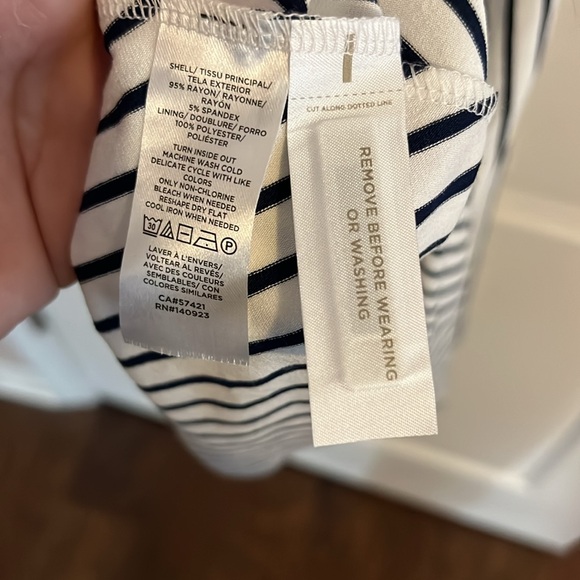 SHELL/ TISSU PRINCIPAL/
TELA EXTERIOR
95% RAYON/ RAYONNE/
RAYÓN
5% SPANDEX
LINING/ DOUBLURE/ FORRO
100% POLYESTER/
POLIÉSTER
TURN INSIDE OUT
MACHINE WASH COLD
DELICATE CYCLE WITH LIKE
COLORS
ONLY NON-CHLORINE
BLEACH WHEN NEEDED
RESHAPE DRY FLAT
COOL IRON WHEN NEEDED
30 P
LAVER À L'ENVERS/
VOLTEAR AL REVÉS/
AVEC DES COULEURS
SEMBLABLES/ CON
COLORES SIMILARES
CA#57421
RN#140923
CUT ALONG DOTTED LINE
REMOVE BEFORE WEARING
OR WASHING